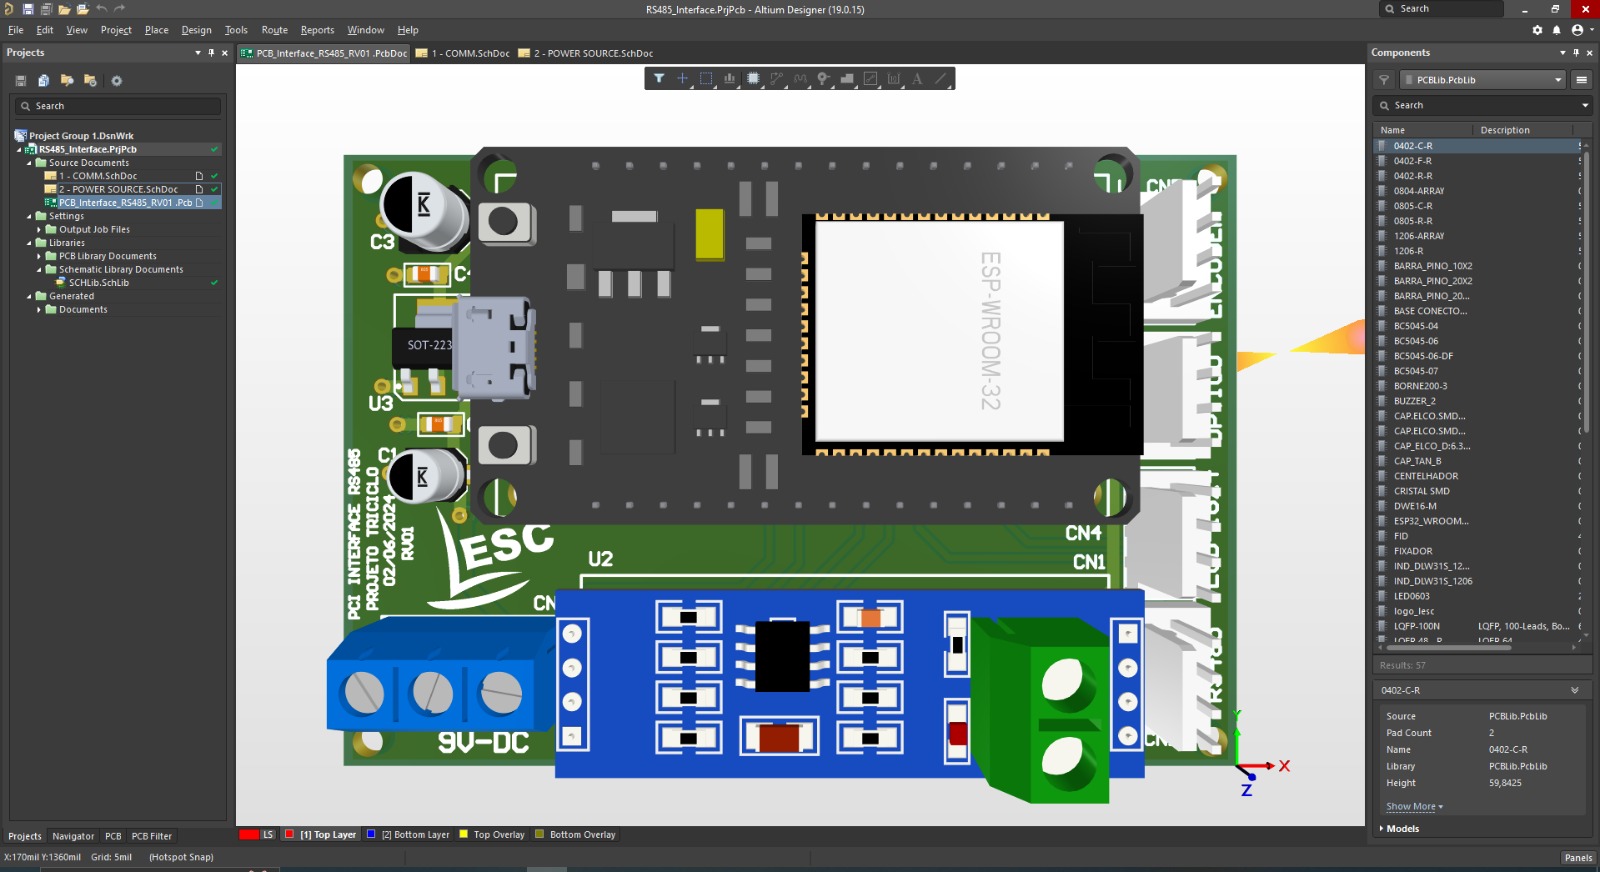 RS485_Interface.PrjPcb - Altium Designer (19.0.15)
Search
File Edit View Project Place Design Tools Route Reports Window Help
Projects
PCB_Interface_RS485_RV01 .PcbDoc
1 - COMM.SchDoc
2 - POWER SOURCE.SchDoc
Components
PCBLib.PcbLib
Search
Search
Project Group 1.DsnWrk
RS485_Interface.PrjPcb
Source Documents
1 - COMM.SchDoc
2 - POWER SOURCE.SchDoc
PCB_Interface_RS485_RV01 .Pcb
Settings
Output Job Files
Libraries
PCB Library Documents
Schematic Library Documents
SCHLib.SchLib
Generated
Documents
C3
K
SOT-223
U3
C1
K
PCI INTERFACE RS485
PROJETO TRICICLO
02/06/2024
RV01
LESC
ESP-WROOM-32
U2
CN4
CN1
9V-DC
RS485
X
Y
Z
Name Description
0402-C-R
0402-F-R
0402-R-R
0804-ARRAY
0805-C-R
0805-R-R
1206-ARRAY
1206-R
BARRA_PINO_10X2
BARRA_PINO_20X2
BARRA_PINO_20...
BASE CONECTO...
BC5045-04
BC5045-06
BC5045-06-DF
BC5045-07
BORNE200-3
BUZZER_2
CAP.ELCO.SMD...
CAP.ELCO.SMD...
CAP_ELCO_D:6.3...
CAP_TAN_B
CENTELHADOR
CRISTAL SMD
DWE16-M
ESP32_WROOM...
FID
FIXADOR
IND_DLW31S_12...
IND_DLW31S_1206
LED0603
logo_lesc
LQFP-100N LQFP, 100-Leads, Bo...
Results: 57
0402-C-R
Source PCBLib.PcbLib
Pad Count 2
Name 0402-C-R
Library PCBLib.PcbLib
Height 59,8425
Show More
Models
Projects Navigator PCB PCB Filter
LS [1] Top Layer [2] Bottom Layer Top Overlay Bottom Overlay
X:170mil Y:1360mil Grid: 5mil (Hotspot Snap)
Panels